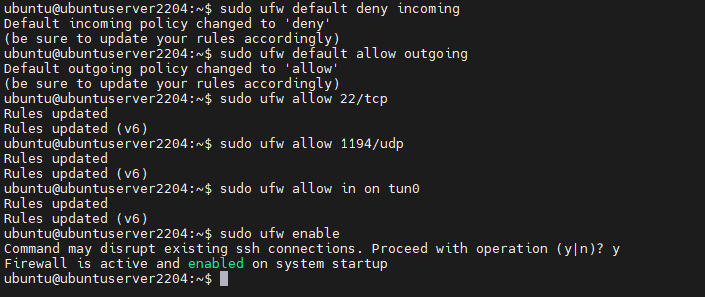 ubuntu@ubuntuserver2204:~$ sudo ufw default deny incoming
Default incoming policy changed to 'deny'
(be sure to update your rules accordingly)
ubuntu@ubuntuserver2204:~$ sudo ufw default allow outgoing
Default outgoing policy changed to 'allow'
(be sure to update your rules accordingly)
ubuntu@ubuntuserver2204:~$ sudo ufw allow 22/tcp
Rules updated
Rules updated (v6)
ubuntu@ubuntuserver2204:~$ sudo ufw allow 1194/udp
Rules updated
Rules updated (v6)
ubuntu@ubuntuserver2204:~$ sudo ufw allow in on tun0
Rules updated
Rules updated (v6)
ubuntu@ubuntuserver2204:~$ sudo ufw enable
Command may disrupt existing ssh connections. Proceed with operation (y|n)? y
Firewall is active and enabled on system startup
ubuntu@ubuntuserver2204:~$